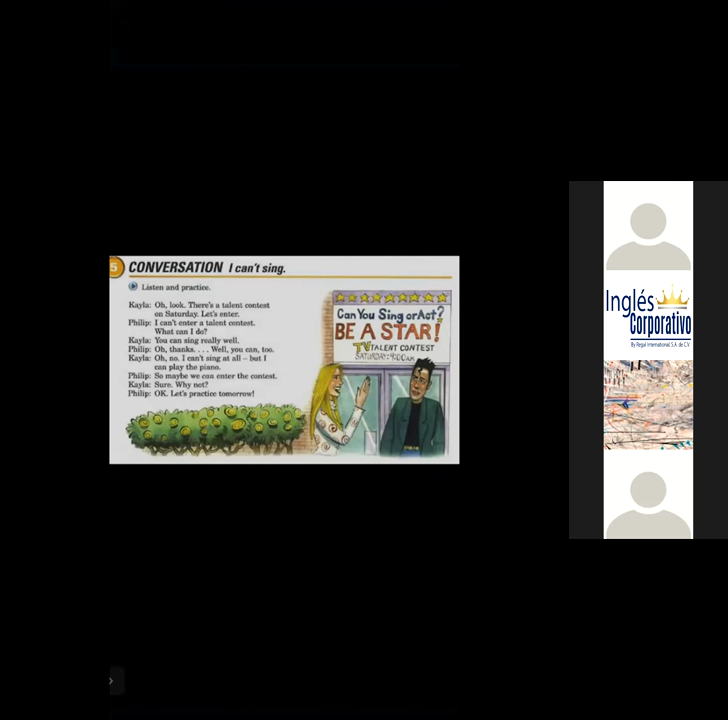 5 CONVERSATION I can't sing.
Listen and practice.
Kayla: Oh, look. There's a talent contest
on Saturday. Let's enter.
Philip: I can't enter a talent contest.
What can I do?
Kayla: You can sing really well.
Philip: Oh, thanks. . . . Well, you can, too.
Kayla: Oh, no. I can't sing at all – but I
can play the piano.
Philip: So maybe we can enter the contest.
Kayla: Sure. Why not?
Philip: OK. Let's practice tomorrow!
Can You Sing or Act?
BE A STAR!
TV TALENT CONTEST
SATURDAY: 9:00 AM
Inglés
Corporativo
By Regal International S.A. de C.V.